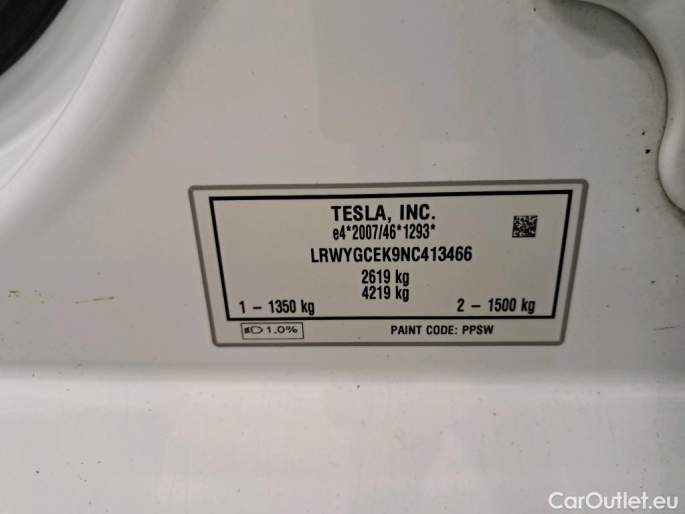 TESLA, INC.
e4*2007/46*1293*
LRWYGCEK9NC413466
2619 kg
4219 kg
1 - 1350 kg 2 - 1500 kg
1.0% PAINT CODE: PPSW
CarOutlet.eu